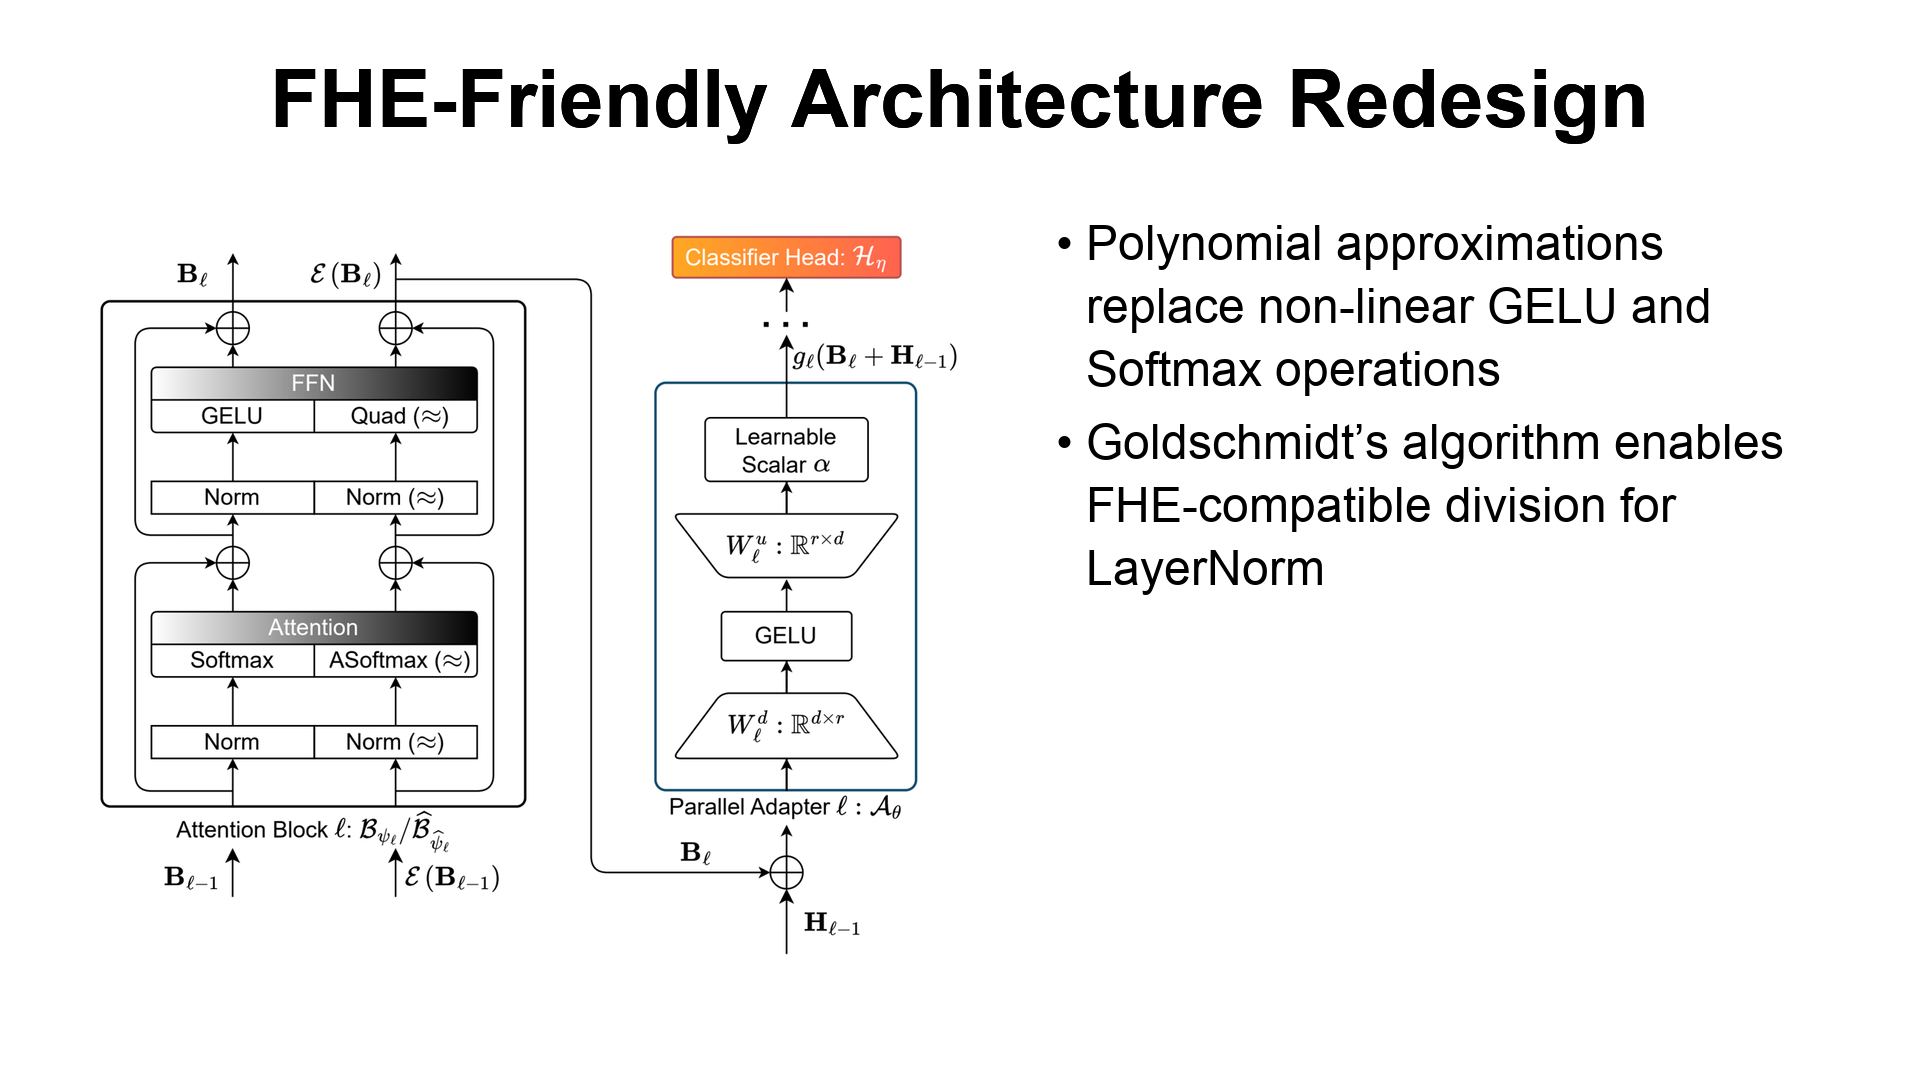 FHE-Friendly Architecture Redesign
𝐁ℓ
ℰ(𝐁ℓ)
FFN
GELU
Quad (≈)
Norm
Norm (≈)
Attention
Softmax
ASoftmax (≈)
Norm
Norm (≈)
Attention Block ℓ: ℬ_ψℓ/ℬ̂_ψ̂ℓ
𝐁ℓ−1
ℰ(𝐁ℓ−1)
Classifier Head: ℋη
...
gℓ(𝐁ℓ + 𝐇ℓ−1)
Learnable
Scalar α
Wℓᵘ : ℝ^{r×d}
GELU
Wℓᵈ : ℝ^{d×r}
Parallel Adapter ℓ : 𝒜θ
𝐁ℓ
𝐇ℓ−1
• Polynomial approximations
replace non-linear GELU and
Softmax operations
• Goldschmidt’s algorithm enables
FHE-compatible division for
LayerNorm